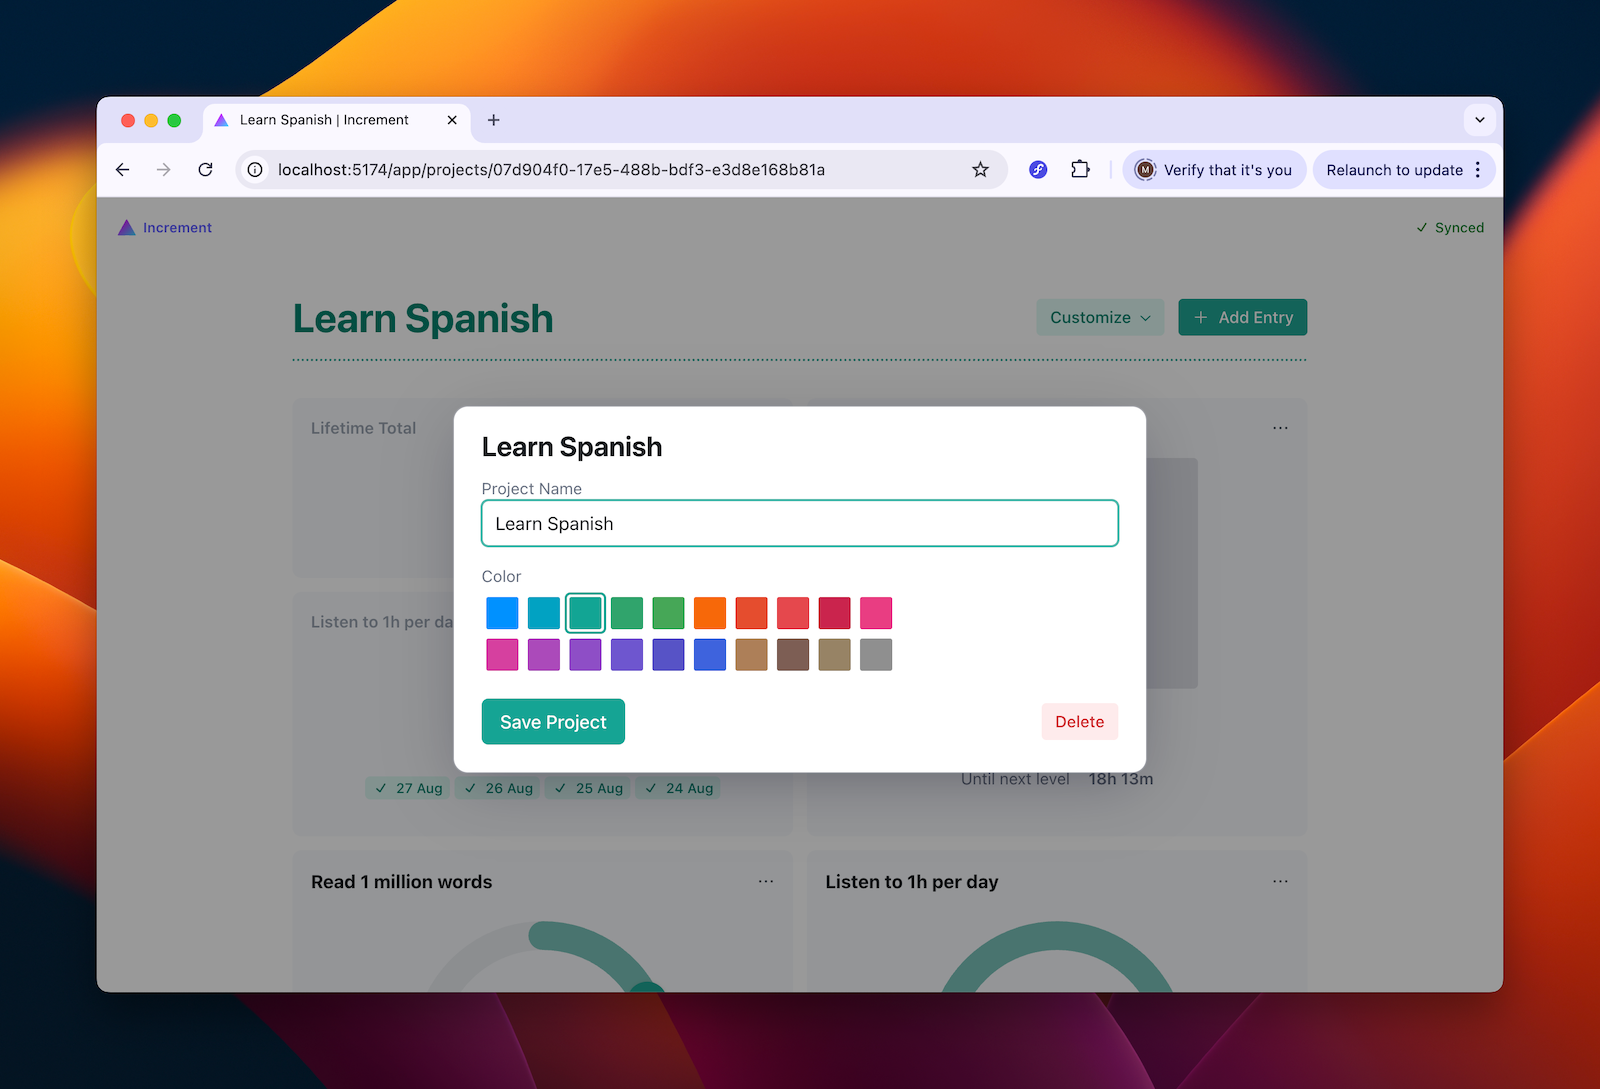 Learn Spanish | Increment
localhost:5174/app/projects/07d904f0-17e5-488b-bdf3-e3d8e168b81a
M
Verify that it's you
Relaunch to update
Increment
Synced
Learn Spanish
Customize
Add Entry
Lifetime Total
Learn Spanish
Project Name
Learn Spanish
Color
Listen to 1h per da
Save Project
Delete
27 Aug
26 Aug
25 Aug
24 Aug
Until next level 18h 13m
Read 1 million words
Listen to 1h per day